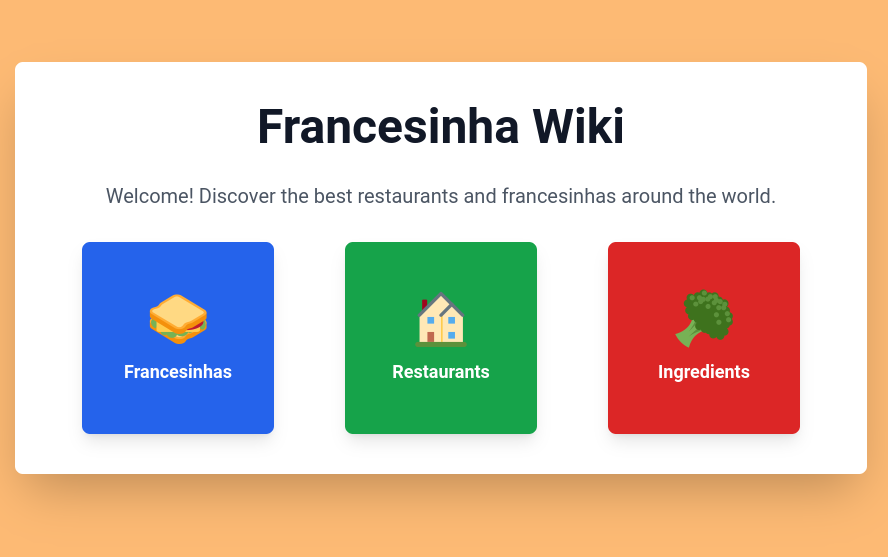 Francesinha Wiki
Welcome! Discover the best restaurants and francesinhas around the world.
Francesinhas
Restaurants
Ingredients